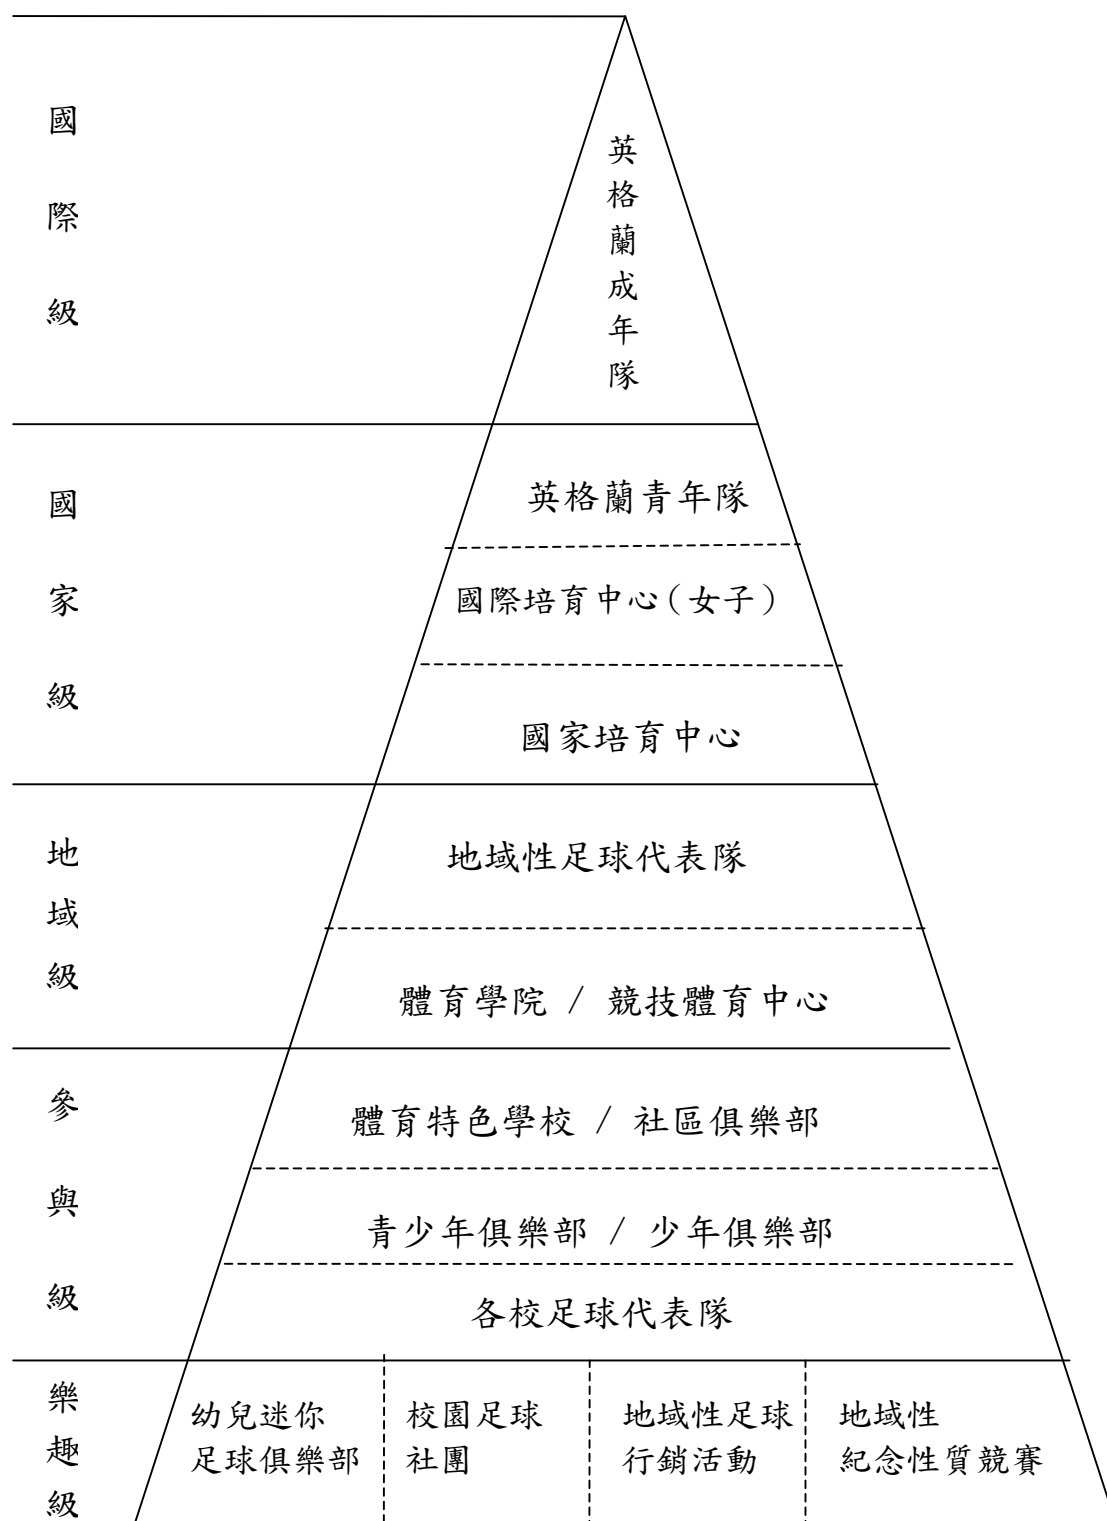 國際級
英格蘭成年隊
國家級
英格蘭青年隊
國際培育中心（女子）
國家培育中心
地域級
地域性足球代表隊
體育學院 / 競技體育中心
參與級
體育特色學校 / 社區俱樂部
青少年俱樂部 / 少年俱樂部
各校足球代表隊
樂趣級
幼兒迷你
足球俱樂部
校園足球
社團
地域性足球
行銷活動
地域性
紀念性質競賽